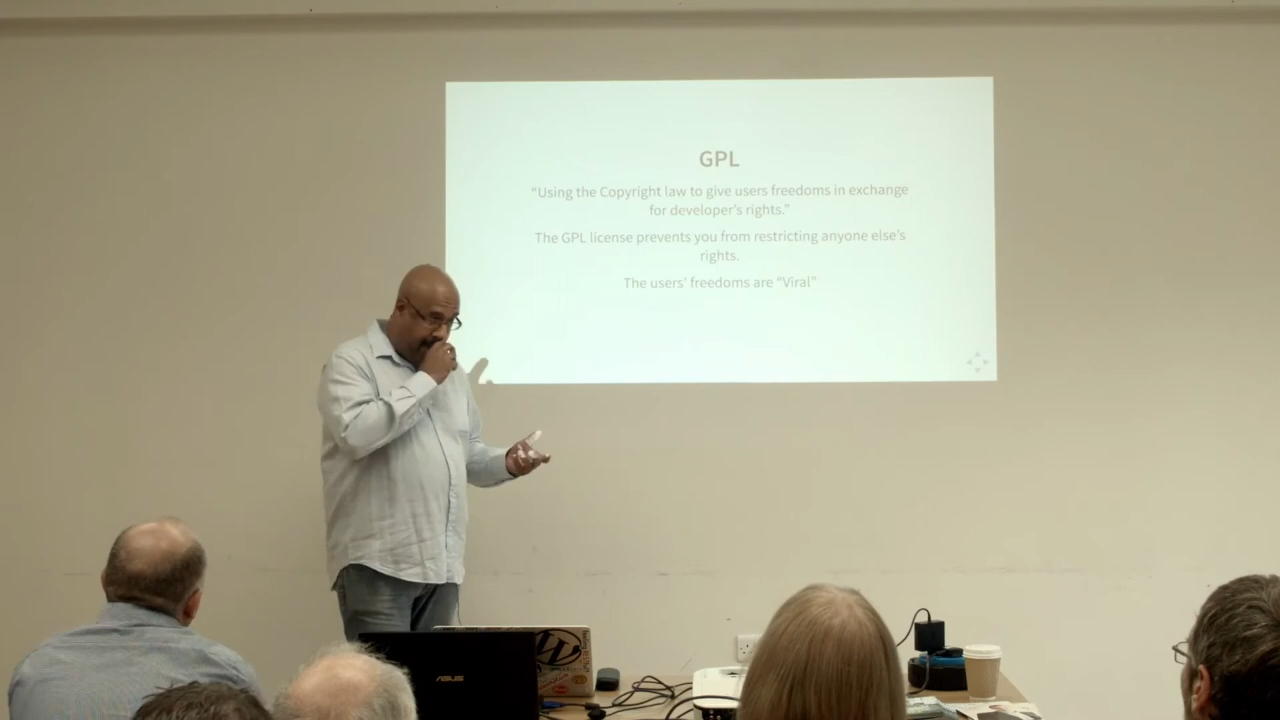 GPL
“Using the Copyright law to give users freedoms in exchange
for developer’s rights.”
The GPL license prevents you from restricting anyone else’s
rights.
The users’ freedoms are “Viral”
ASUS